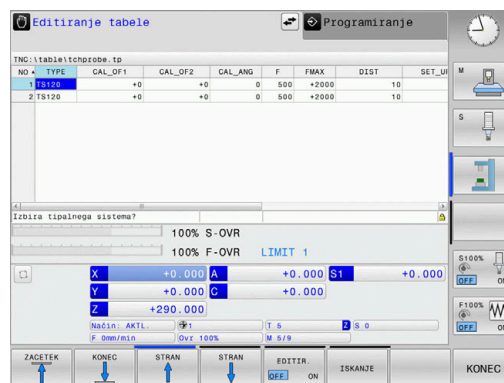 Editiranje tabele
Programiranje
TNC:\table\tchprobe.tp
NO TYPE CAL_OF1 CAL_OF2 CAL_ANG F FMAX DIST SET_U
1 TS120 +0 +0 0 500 +2000 10
2 TS120 +0 +0 0 500 +2000 10
Izbira tipalnega sistema?
100% S-OVR
100% F-OVR LIMIT 1
X +0.000 A +0.000 S1 +0.000
Y +0.000 C +0.000
Z +290.000
Način: AKTL. 1 T 5 Z S 0
F 0mm/min Ovr 100% M 5/9
M
S
S100%
OFF
F100%
OFF
ZACETEK KONEC STRAN STRAN EDITIR. OFF ON ISKANJE KONEC